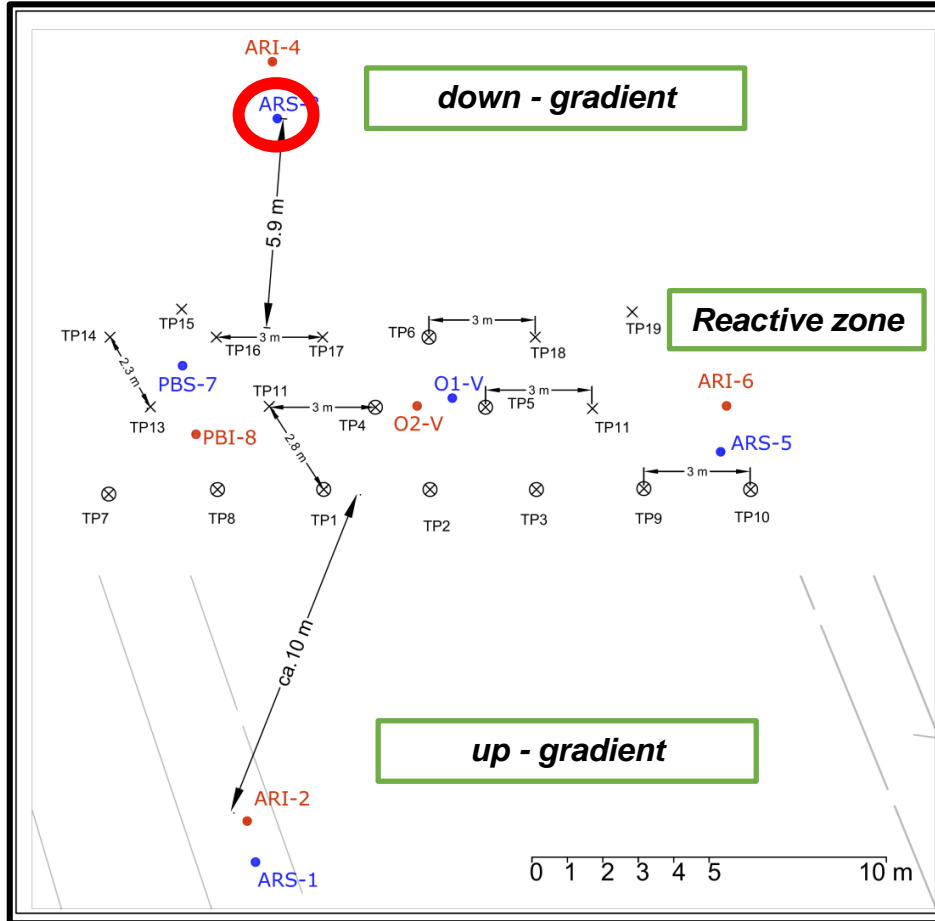 ARI-4
down - gradient
5.9 m
Reactive zone
TP15
TP19
TP14
3 m
TP16
TP17
TP6
3 m
TP18
2.3 m
PBS-7
O1-V
ARI-6
TP11
3 m
TP13
TP4
O2-V
3 m
TP5
TP11
PBI-8
2.8 m
ARS-5
3 m
TP7
TP8
TP1
TP2
TP3
TP9
TP10
ca.10 m
up - gradient
ARI-2
ARS-1
0 1 2 3 4 5 10 m